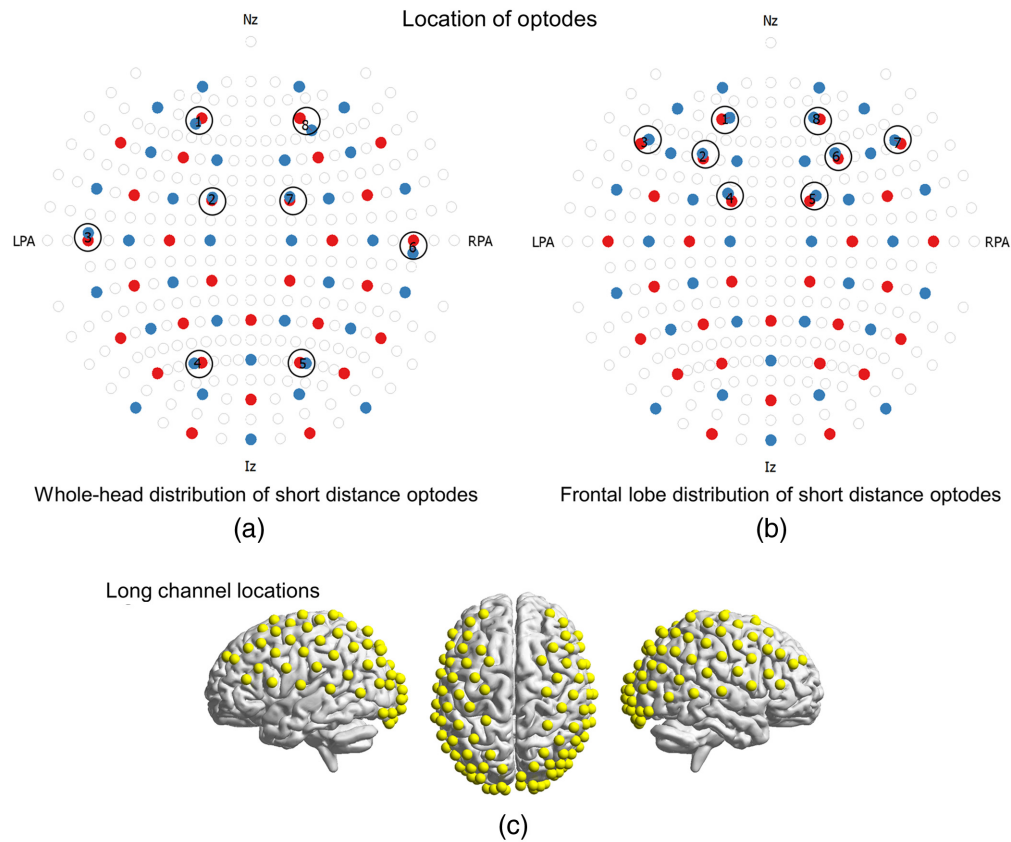 Location of optodes
Nz
Nz
1
8
1
8
3
7
2
6
2
7
4
5
3
6
LPA
RPA
LPA
RPA
4
5
Iz
Iz
Whole-head distribution of short distance optodes
Frontal lobe distribution of short distance optodes
(a)
(b)
Long channel locations
(c)